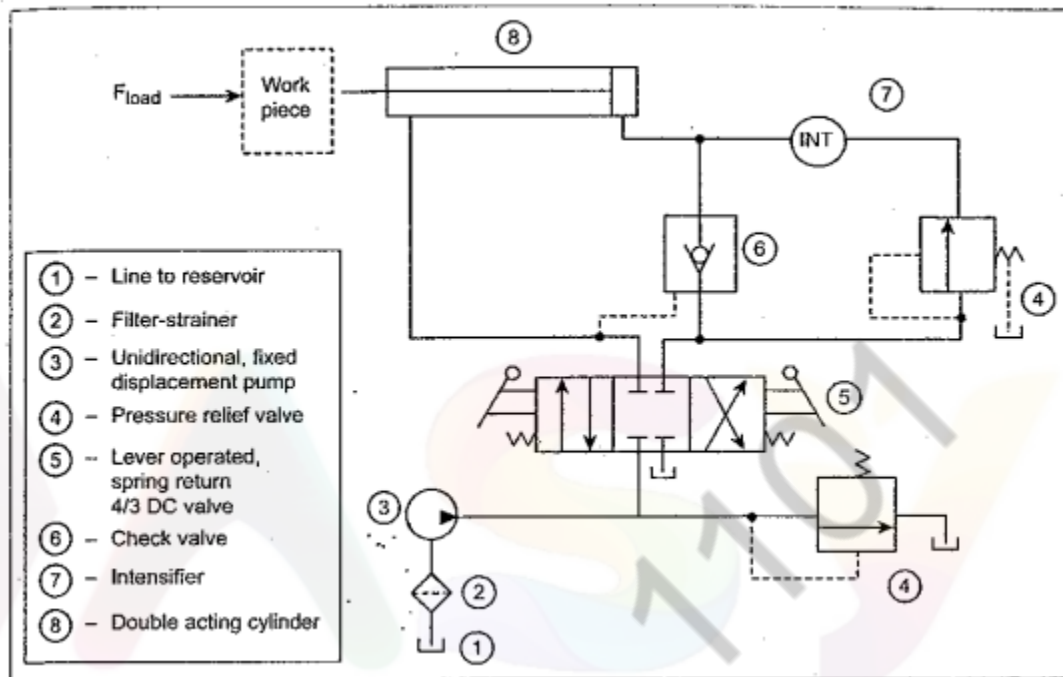 8
F load
Work
piece
7
INT
6
4
1 – Line to reservoir
2 – Filter-strainer
3 – Unidirectional, fixed
displacement pump
4 – Pressure relief valve
5 – Lever operated,
spring return
4/3 DC valve
6 – Check valve
7 – Intensifier
8 – Double acting cylinder
5
3
2
1
4
1101